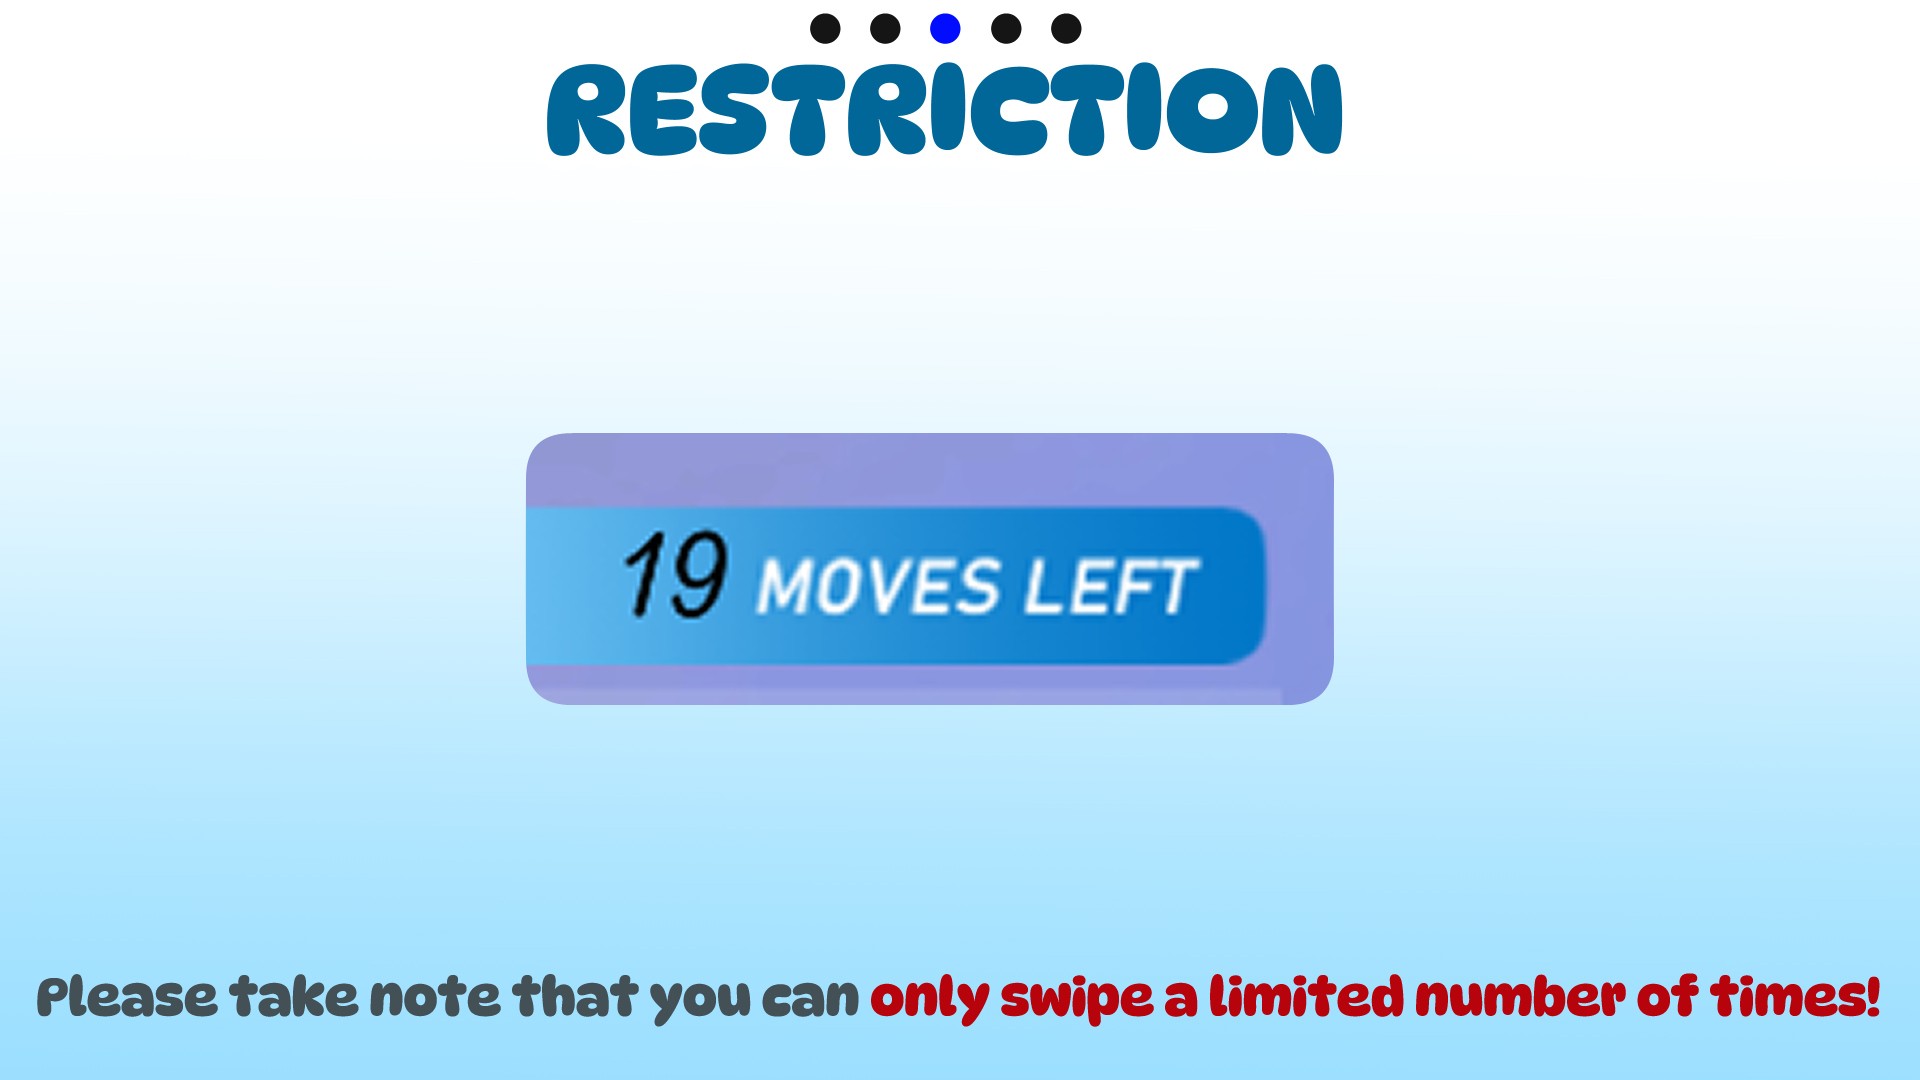 RESTRICTION
19 MOVES LEFT
Please take note that you can only swipe a limited number of times!